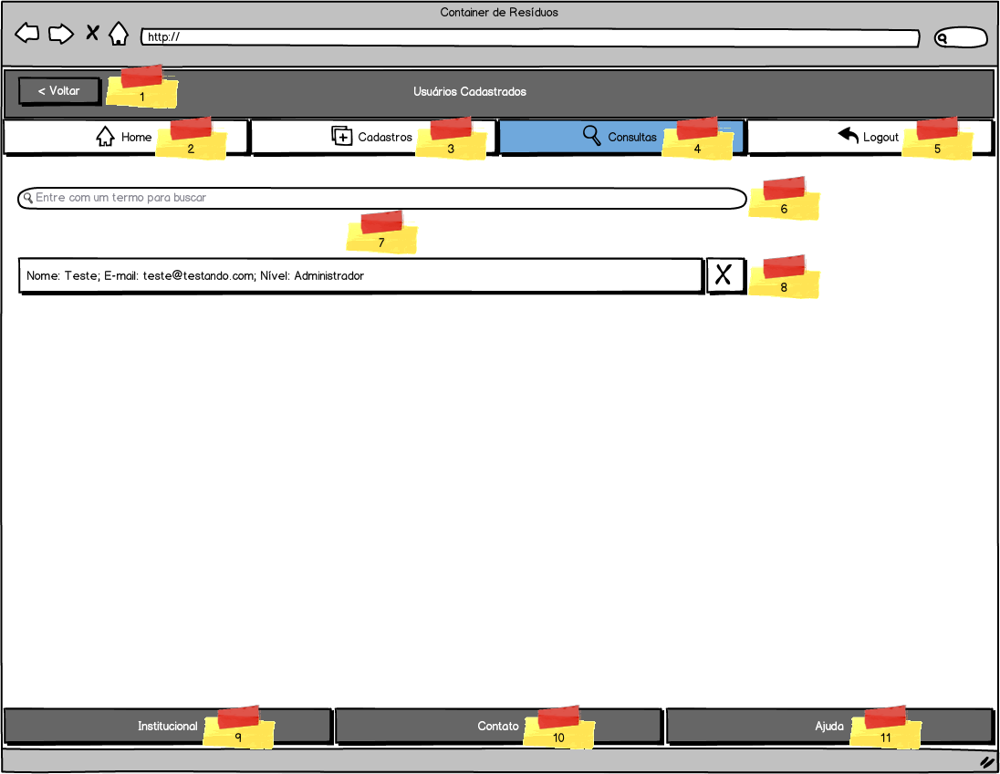 Container de Resíduos
http://
< Voltar
1
Usuários Cadastrados
Home
2
Cadastros
3
Consultas
4
Logout
5
Entre com um termo para buscar
6
7
Nome: Teste; E-mail: teste@testando.com; Nível: Administrador
X
8
Institucional
9
Contato
10
Ajuda
11